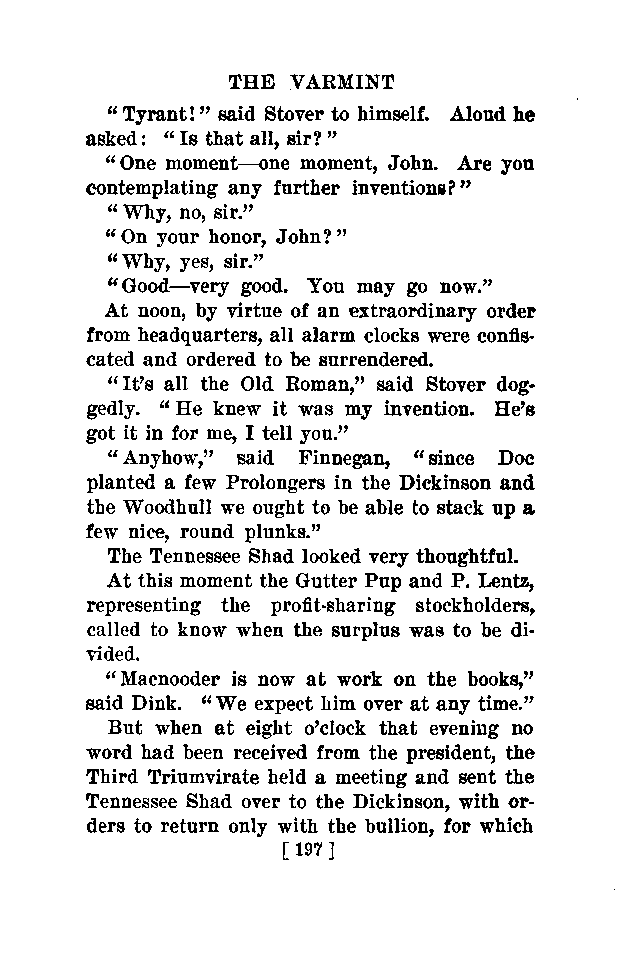 THE VARMINT
"Tyrant!" said Stover to himself. Aloud he
asked: "Is that all, sir?"
"One moment—one moment, John. Are you
contemplating any further inventions?"
"Why, no, sir."
"On your honor, John?"
"Why, yes, sir."
"Good—very good. You may go now."
At noon, by virtue of an extraordinary order
from headquarters, all alarm clocks were confis-
cated and ordered to be surrendered.
"It's all the Old Roman," said Stover dog-
gedly. "He knew it was my invention. He's
got it in for me, I tell you."
"Anyhow," said Finnegan, "since Doc
planted a few Prolongers in the Dickinson and
the Woodhull we ought to be able to stack up a
few nice, round plunks."
The Tennessee Shad looked very thoughtful.
At this moment the Gutter Pup and P. Lentz,
representing the profit-sharing stockholders,
called to know when the surplus was to be di-
vided.
"Macnooder is now at work on the books,"
said Dink. "We expect him over at any time."
But when at eight o'clock that evening no
word had been received from the president, the
Third Triumvirate held a meeting and sent the
Tennessee Shad over to the Dickinson, with or-
ders to return only with the bullion, for which
[ 197 ]